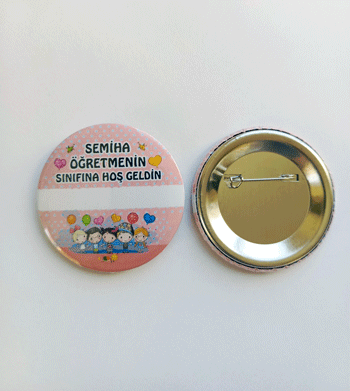 SEMİHA
ÖĞRETMENİN
SINIFINA HOŞ GELDİN